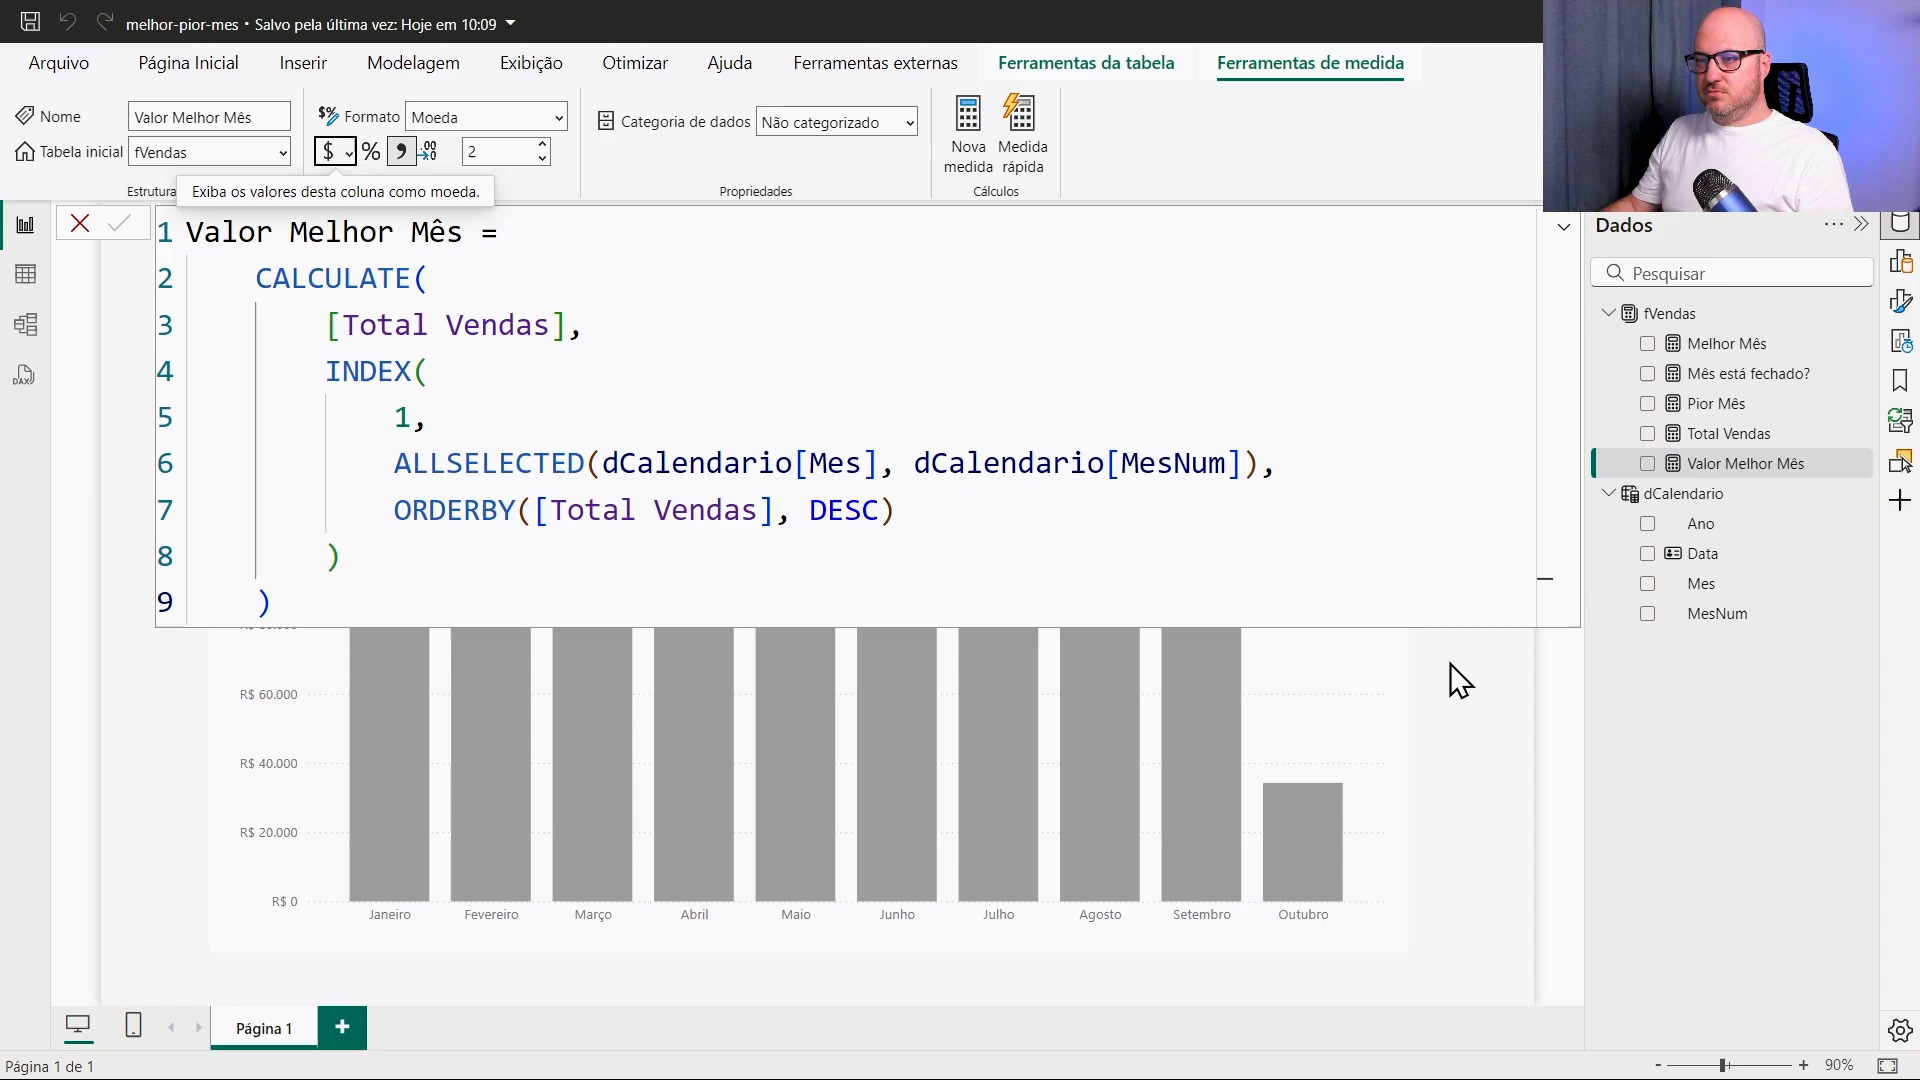 melhor-pior-mes • Salvo pela última vez: Hoje em 10:09
Arquivo
Página Inicial
Inserir
Modelagem
Exibição
Otimizar
Ajuda
Ferramentas externas
Ferramentas da tabela
Ferramentas de medida
Nome
Valor Melhor Mês
Tabela inicial
fVendas
$% Formato
Moeda
$
%
,
.00
2
Categoria de dados
Não categorizado
Nova medida
Medida rápida
Estrutura
Exiba os valores desta coluna como moeda.
Propriedades
Cálculos
1 Valor Melhor Mês =
2 CALCULATE(
3 [Total Vendas],
4 INDEX(
5 1,
6 ALLSELECTED(dCalendario[Mes], dCalendario[MesNum]),
7 ORDERBY([Total Vendas], DESC)
8 )
9 )
DAX
R$ 60.000
R$ 40.000
R$ 20.000
R$ 0
Janeiro
Fevereiro
Março
Abril
Maio
Junho
Julho
Agosto
Setembro
Outubro
Dados
Pesquisar
fVendas
Melhor Mês
Mês está fechado?
Pior Mês
Total Vendas
Valor Melhor Mês
dCalendario
Ano
Data
Mes
MesNum
Página 1
Página 1 de 1
90%